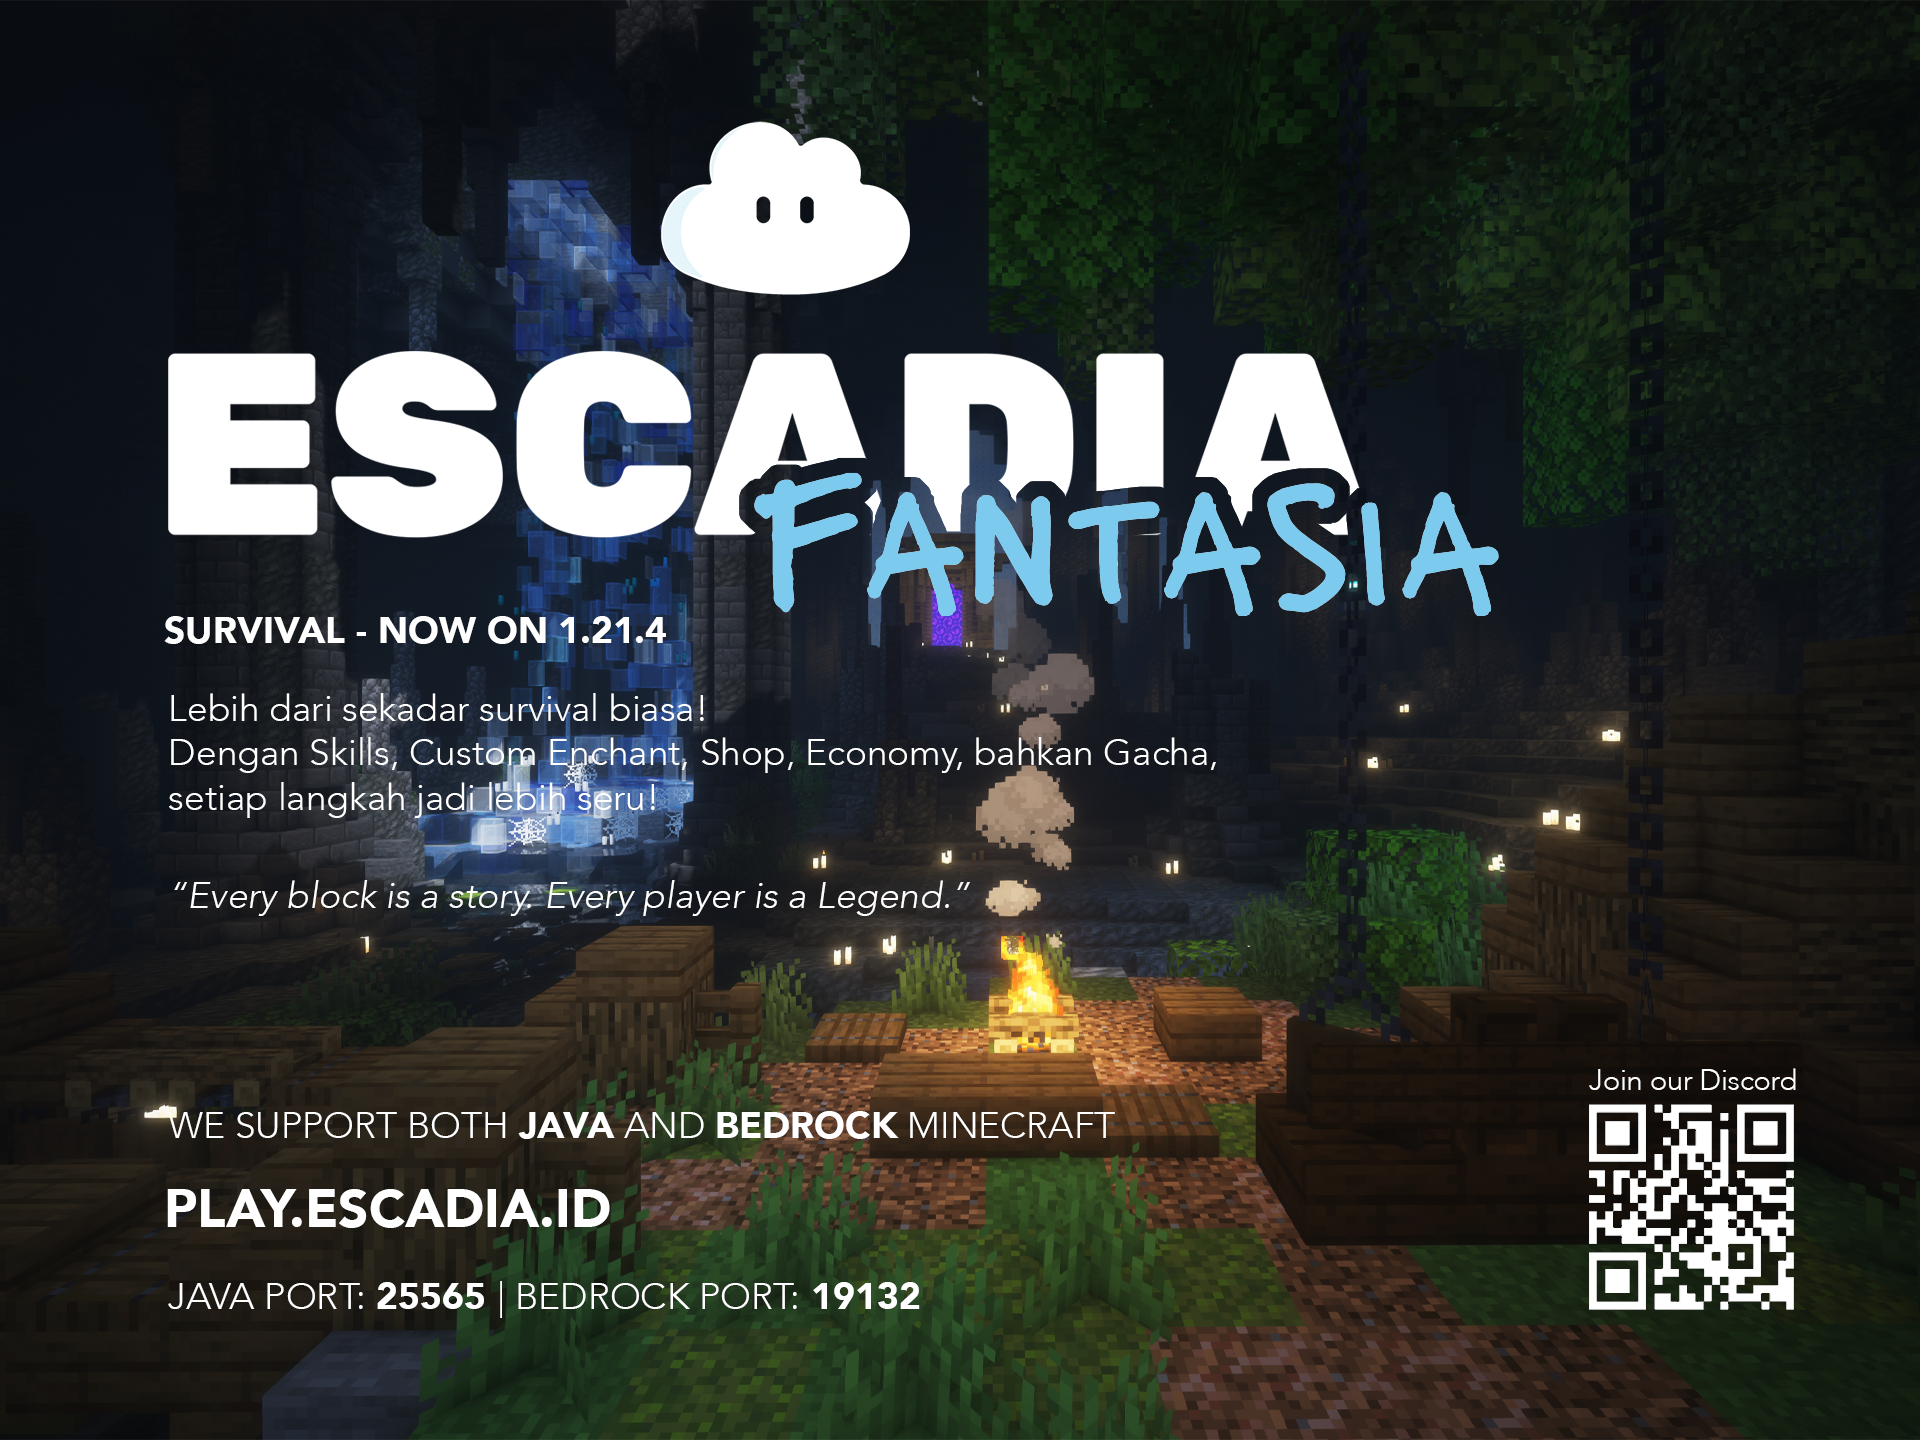 ESCADIA
FANTASIA
SURVIVAL - NOW ON 1.21.4
Lebih dari sekadar survival biasa!
Dengan Skills, Custom Enchant, Shop, Economy, bahkan Gacha,
setiap langkah jadi lebih seru!
“Every block is a story. Every player is a Legend.”
WE SUPPORT BOTH JAVA AND BEDROCK MINECRAFT
PLAY.ESCADIA.ID
JAVA PORT: 25565 | BEDROCK PORT: 19132
Join our Discord